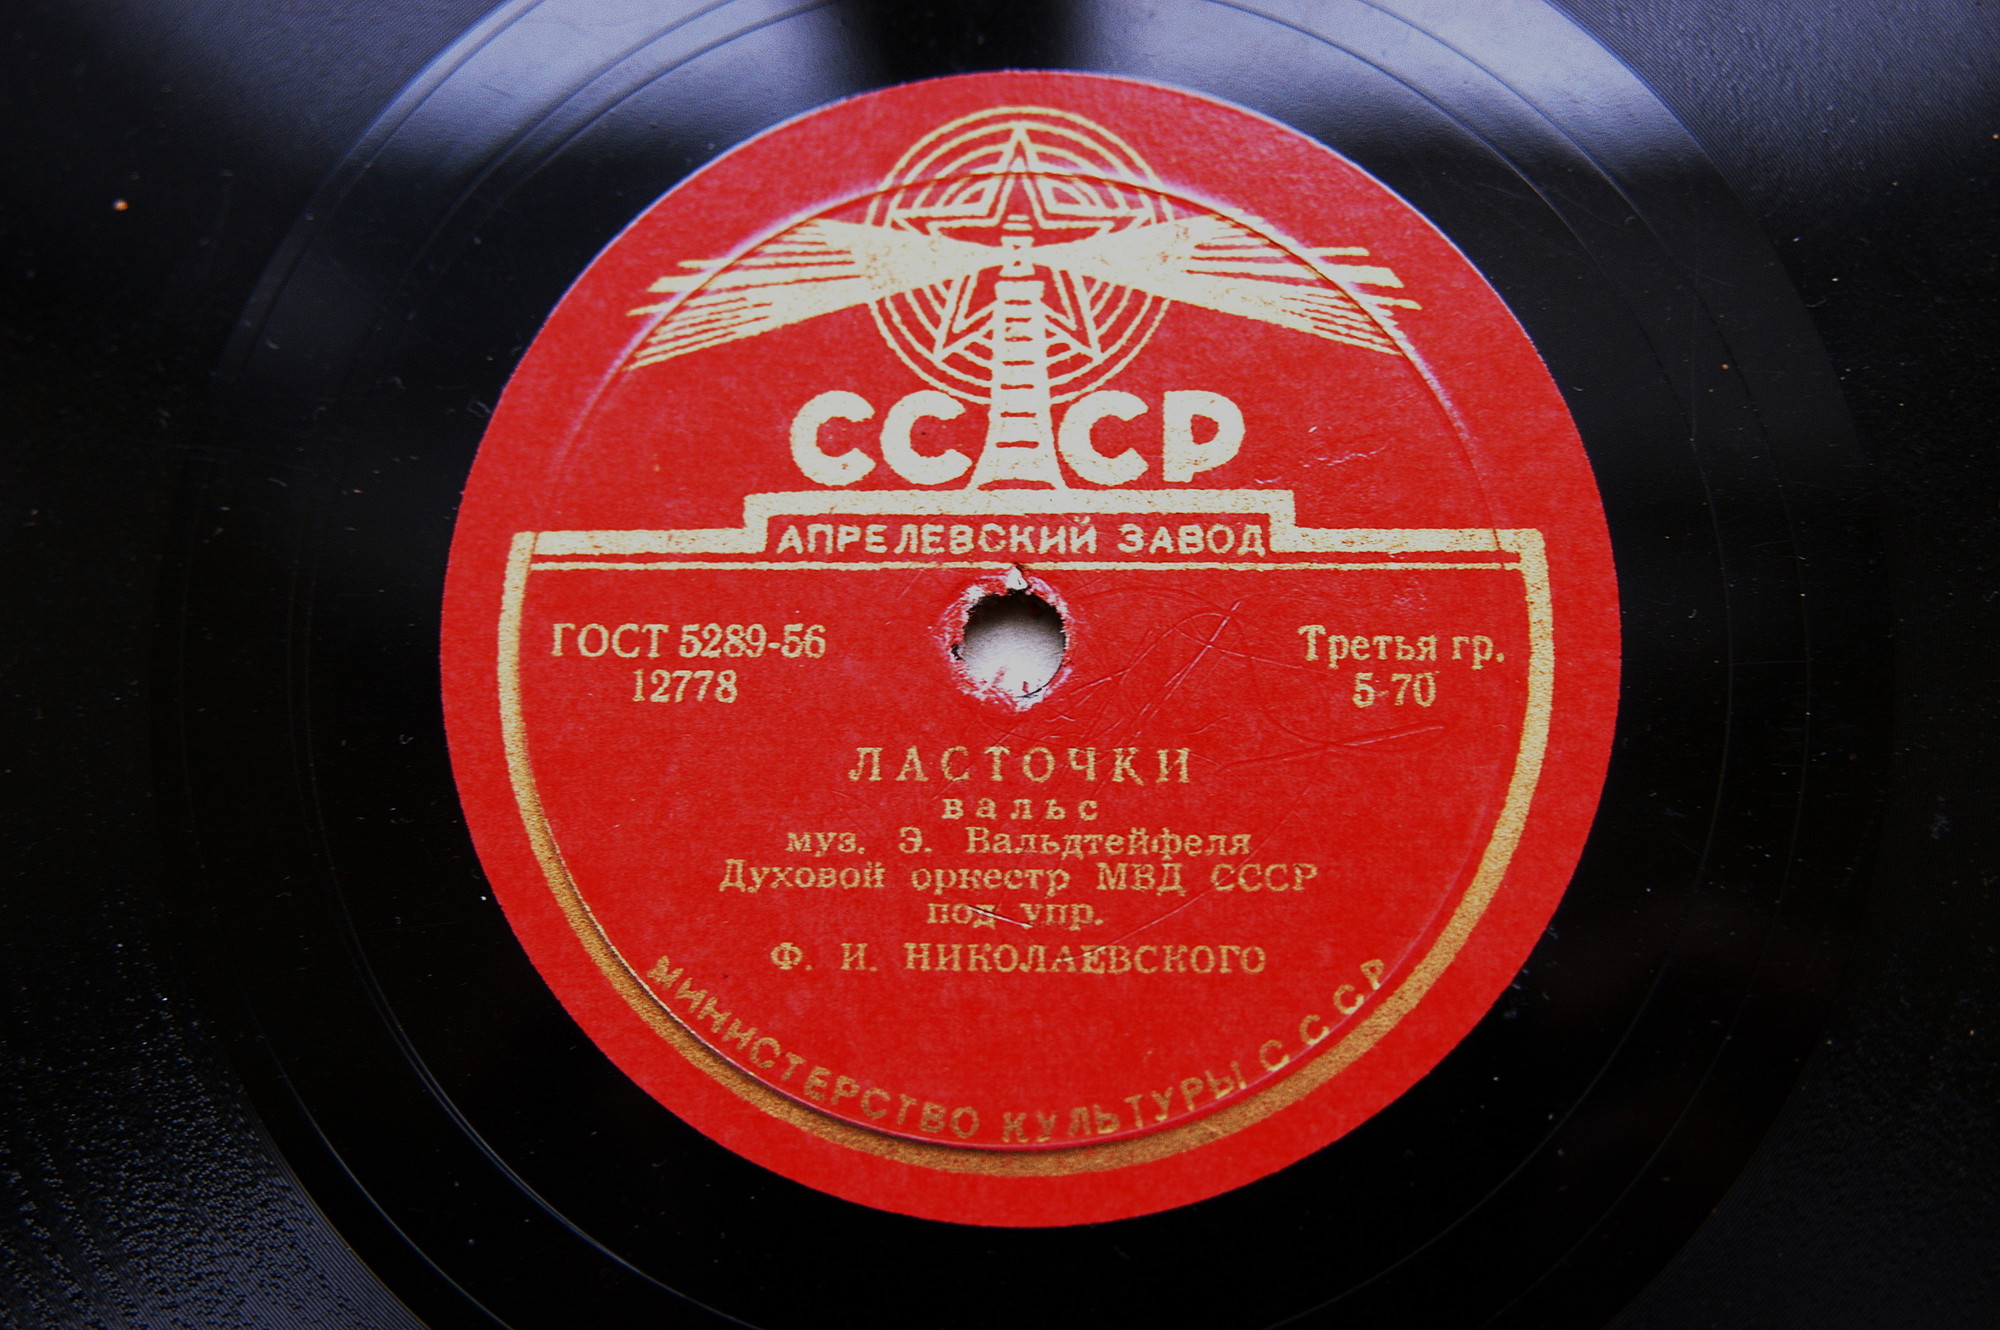 СССР
АПРЕЛЕВСКИЙ ЗАВОД
ГОСТ 5289-56
12778
Третья гр.
5-70
ЛАСТОЧКИ
вальс
муз. Э. Вальдтейфеля
Духовой оркестр МВД СССР
под упр.
Ф. И. НИКОЛАЕВСКОГО
МИНИСТЕРСТВО КУЛЬТУРЫ СССР